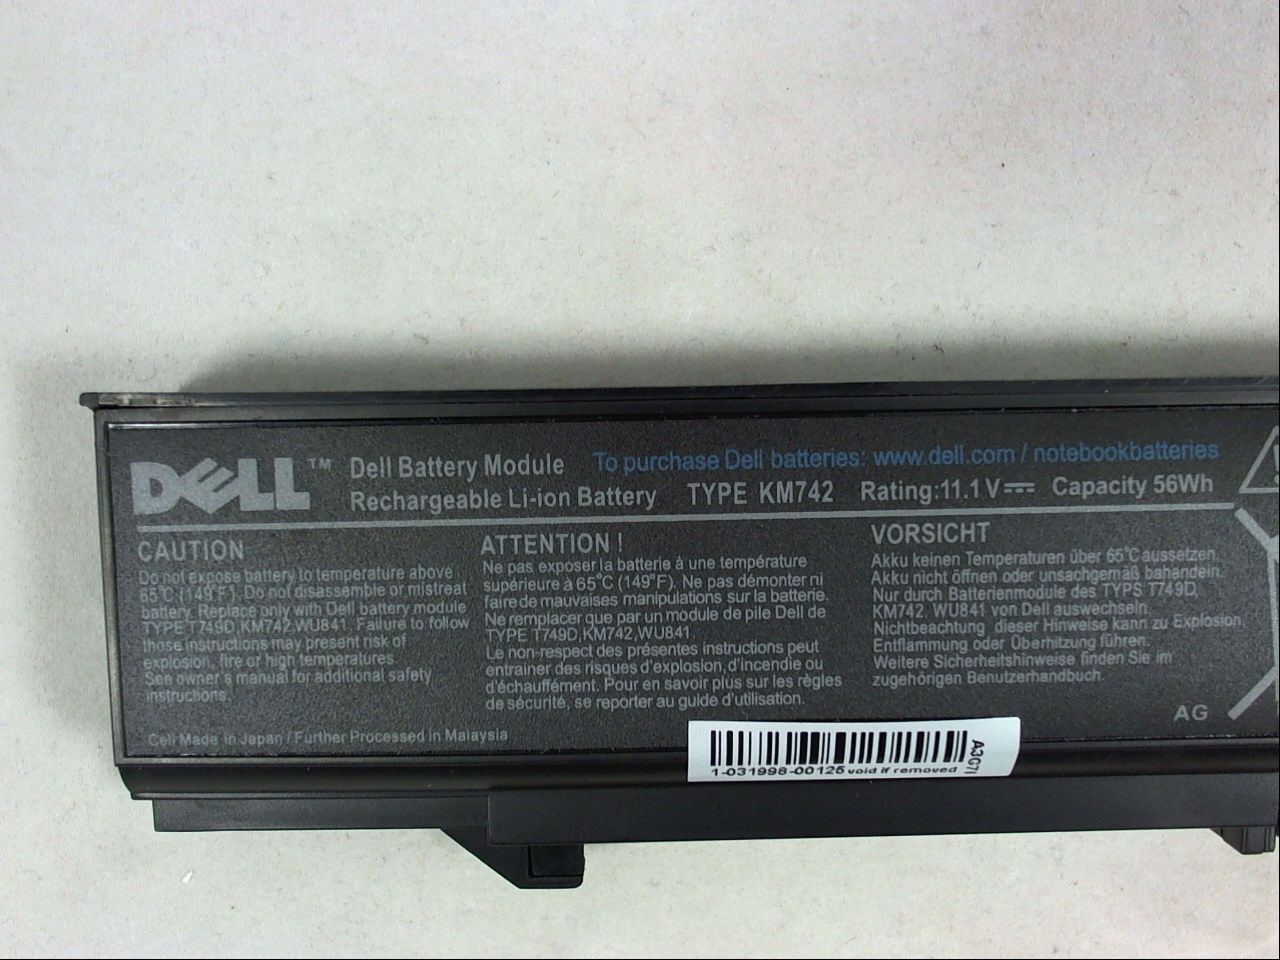 DELL™
Dell Battery Module
To purchase Dell batteries: www.dell.com / notebookbatteries
Rechargeable Li-ion Battery TYPE KM742 Rating:11.1V⎓ Capacity 56Wh
CAUTION
Do not expose battery to temperature above
65°C (149°F). Do not disassemble or mistreat
battery. Replace only with Dell battery module
TYPE T749D,KM742,WU841. Failure to follow
those instructions may present risk of
explosion, fire or high temperatures.
See owner's manual for additional safety
instructions.
Cell Made in Japan / Further Processed in Malaysia
ATTENTION !
Ne pas exposer la batterie à une température
supérieure à 65°C (149°F). Ne pas démonter ni
faire de mauvaises manipulations sur la batterie.
Ne remplacer que par un module de pile Dell de
TYPE T749D,KM742,WU841.
Le non-respect des présentes instructions peut
entrainer des risques d'explosion, d'incendie ou
d'échauffément. Pour en savoir plus sur les règles
de sécurité, se reporter au guide d'utilisation.
VORSICHT
Akku keinen Temperaturen über 65°C aussetzen.
Akku nicht öffnen oder unsachgemäß bahandein.
Nur durch Batterienmodule des TYPS T749D,
KM742, WU841 von Dell auswechseln.
Nichtbeachtung dieser Hinweise kann zu Explosion,
Entflammung oder Überhitzung führen.
Weitere Sicherheitshinweise finden Sie im
zugehörigen Benutzerhandbuch.
AG
1-031998-00125 void if removed
A3G7I